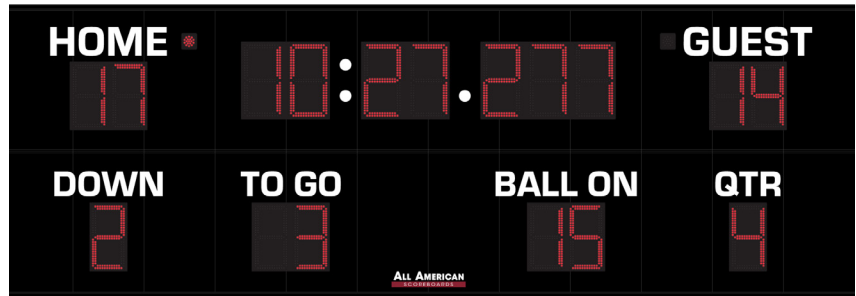 HOME GUEST
17 10:27.277 14
DOWN TO GO BALL ON QTR
2 3 15 4
ALL AMERICAN
SCOREBOARDS